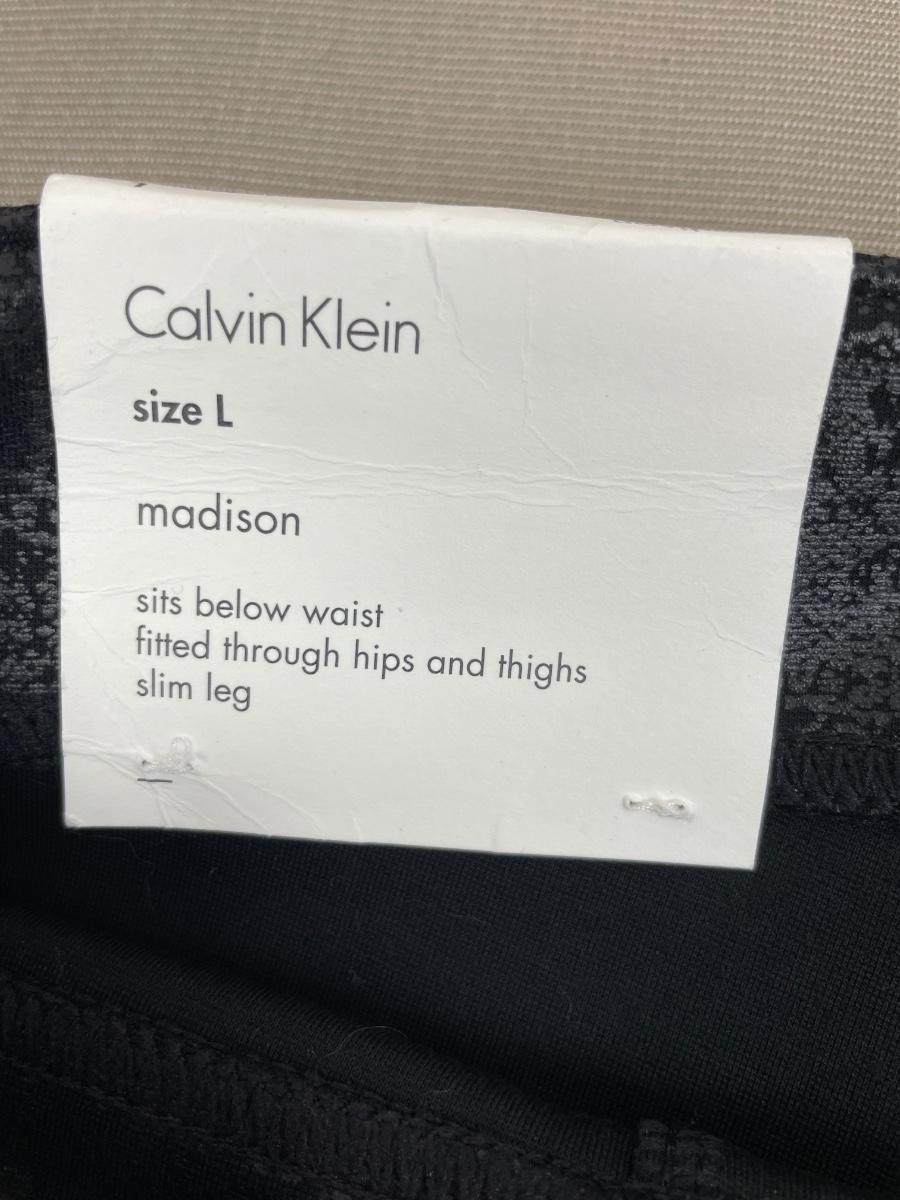 Calvin Klein
size L
madison
sits below waist
fitted through hips and thighs
slim leg